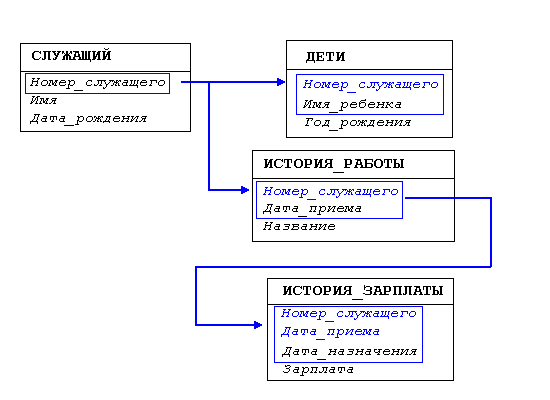 СЛУЖАЩИЙ
Номер_служащего
Имя
Дата_рождения
ДЕТИ
Номер_служащего
Имя_ребенка
Год_рождения
ИСТОРИЯ_РАБОТЫ
Номер_служащего
Дата_приема
Название
ИСТОРИЯ_ЗАРПЛАТЫ
Номер_служащего
Дата_приема
Дата_назначения
Зарплата